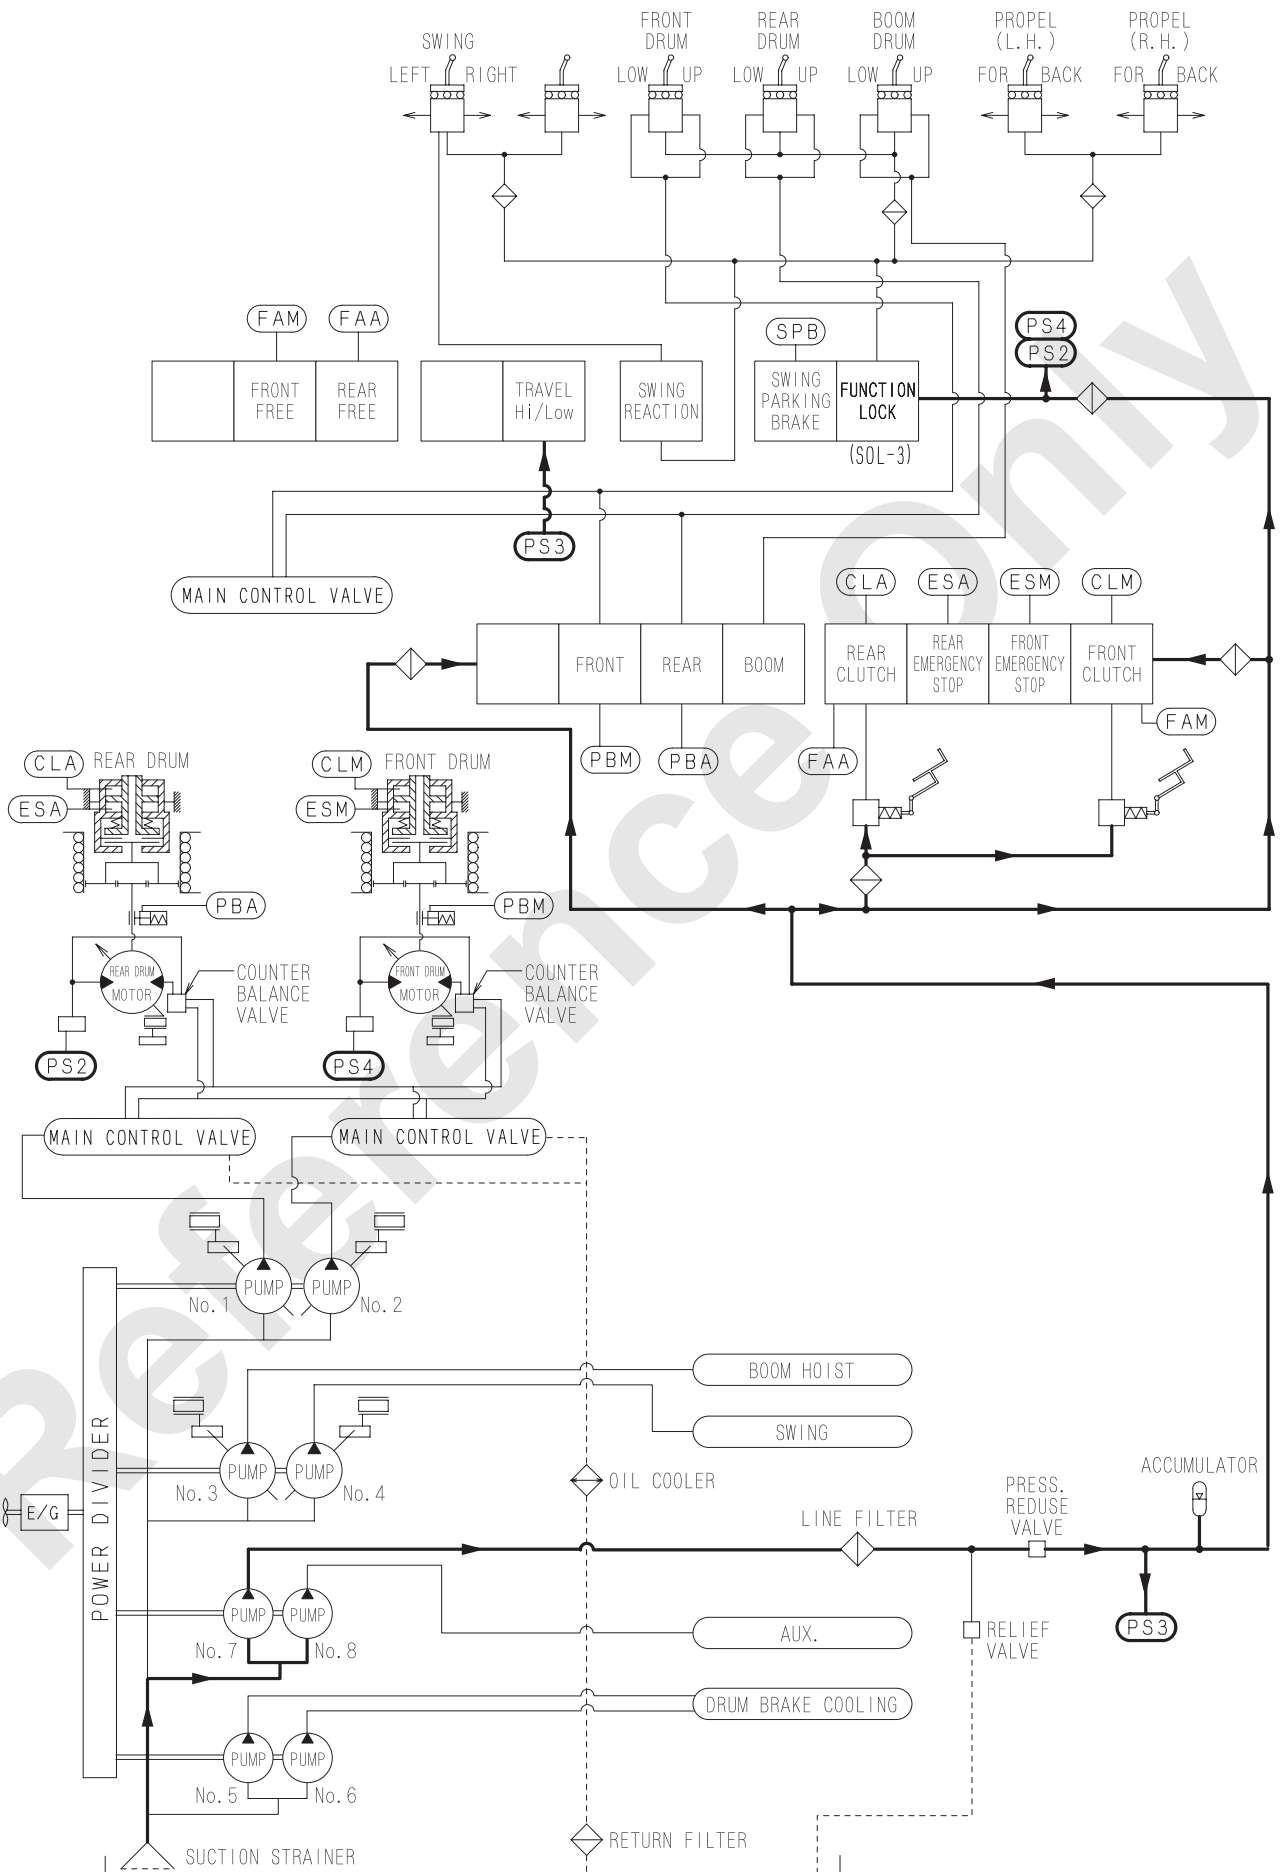 SWING
FRONT
DRUM
REAR
DRUM
BOOM
DRUM
PROPEL
(L.H.)
PROPEL
(R.H.)
LEFT RIGHT
LOW UP
LOW UP
LOW UP
FOR BACK
FOR BACK
FAM
FAA
SPB
PS4
PS2
FRONT
FREE
REAR
FREE
TRAVEL
Hi/Low
SWING
REACTION
SWING
PARKING
BRAKE
FUNCTION
LOCK
(SOL-3)
PS3
MAIN CONTROL VALVE
CLA
ESA
ESM
CLM
FRONT
REAR
BOOM
REAR
CLUTCH
REAR
EMERGENCY
STOP
FRONT
EMERGENCY
STOP
FRONT
CLUTCH
PBM
PBA
FAA
FAM
CLA
REAR DRUM
ESA
CLM
FRONT DRUM
ESM
PBA
PBM
REAR DRUM
MOTOR
COUNTER
BALANCE
VALVE
FRONT DRUM
MOTOR
COUNTER
BALANCE
VALVE
PS2
PS4
MAIN CONTROL VALVE
MAIN CONTROL VALVE
PUMP
PUMP
No.1
No.2
BOOM HOIST
SWING
PUMP
PUMP
No.3
No.4
OIL COOLER
E/G
POWER DIVIDER
LINE FILTER
PRESS.
REDUSE
VALVE
ACCUMULATOR
PUMP
PUMP
No.7
No.8
AUX.
RELIEF
VALVE
PS3
DRUM BRAKE COOLING
PUMP
PUMP
No.5
No.6
RETURN FILTER
SUCTION STRAINER
Reference Only